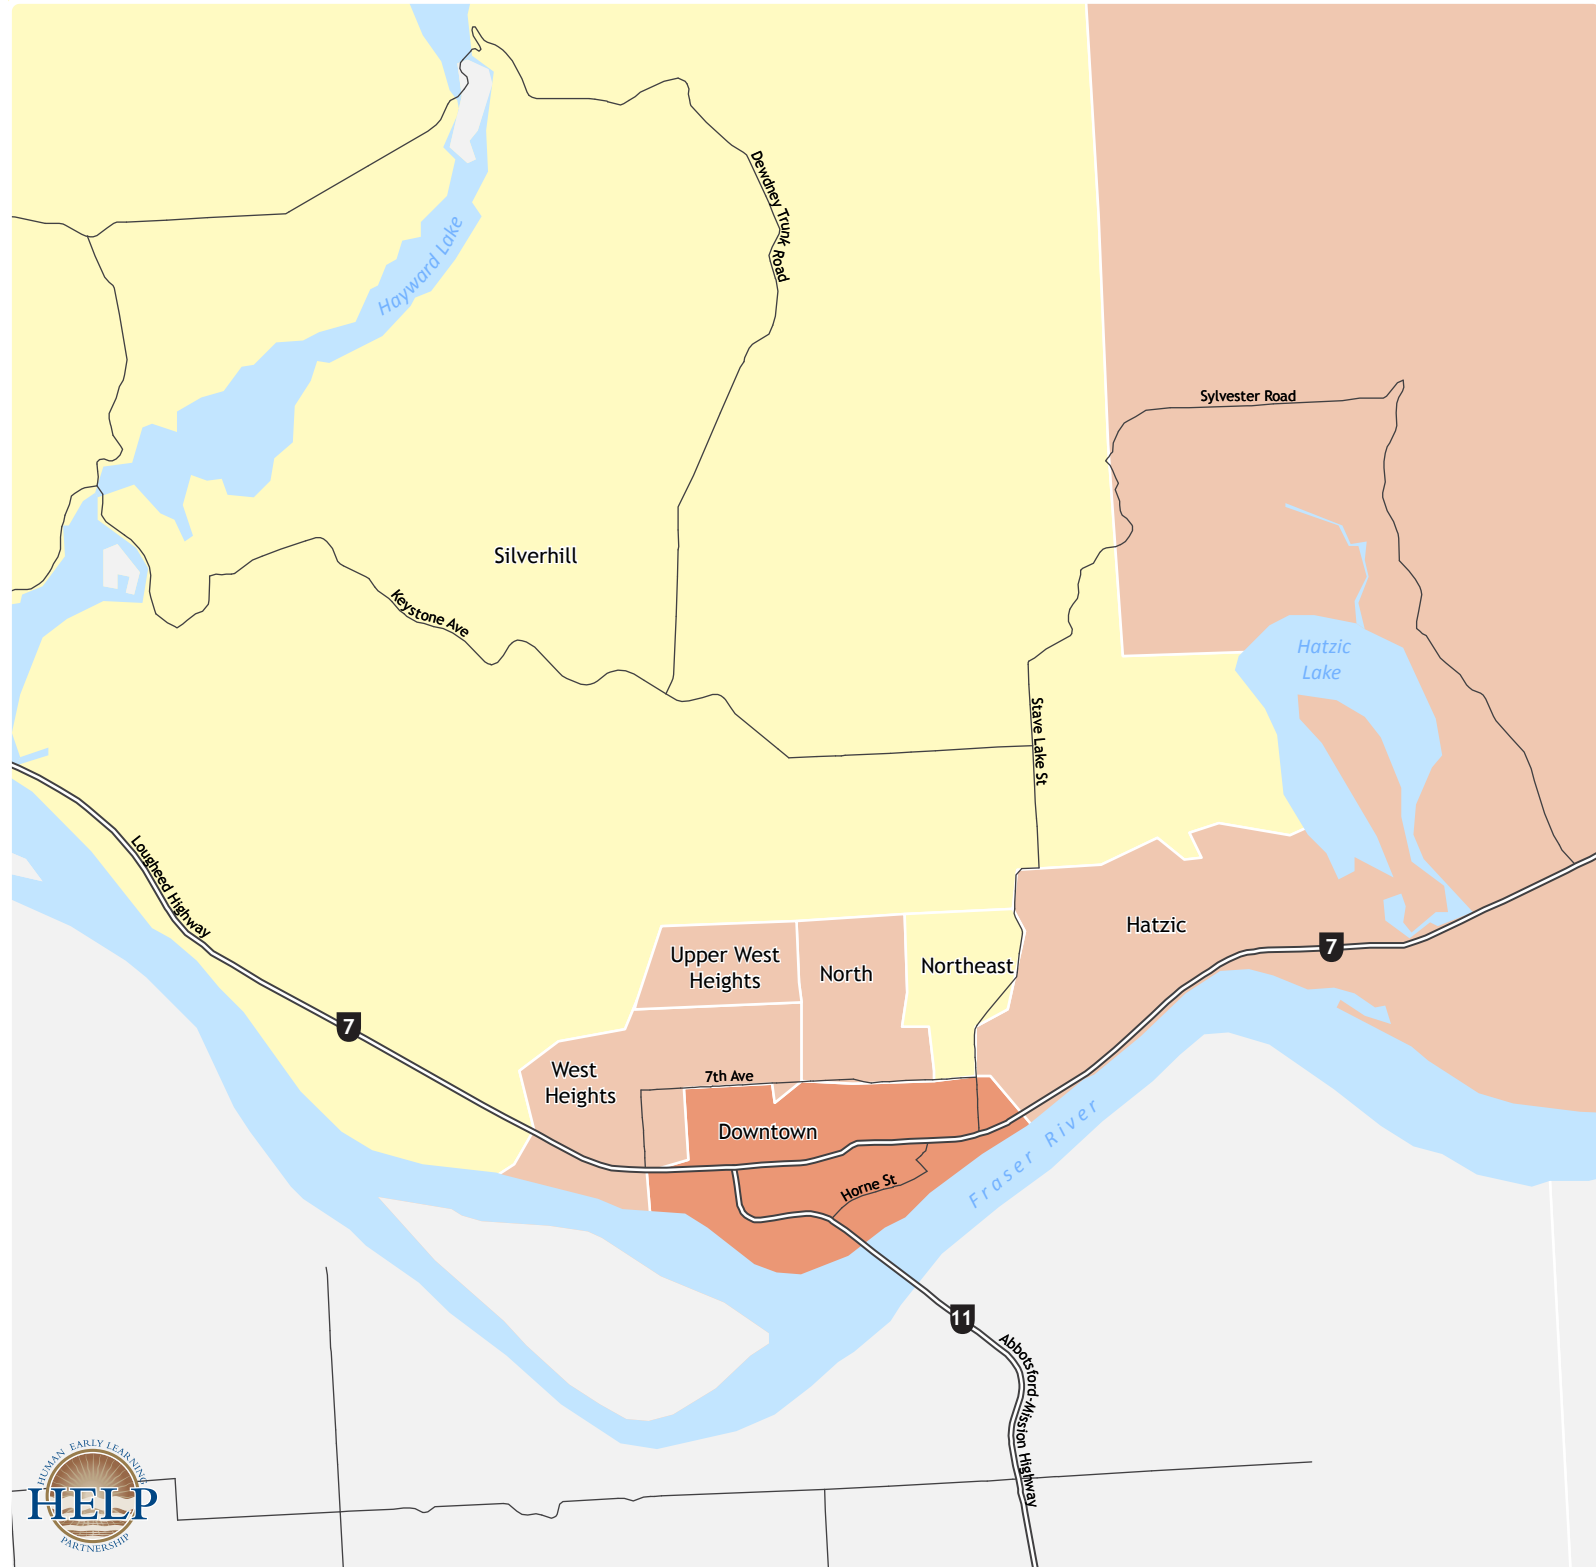 Dewdney Trunk Road
Hayward Lake
Sylvester Road
Silverhill
Keystone Ave
Hatzic
Lake
Stave Lake St
Lougheed Highway
Hatzic
7
Upper West
Heights
North
Northeast
7
West
Heights
7th Ave
Downtown
Fraser River
Horne St
11
Abbotsford-Mission Highway
HUMAN EARLY LEARNING
HELP
PARTNERSHIP